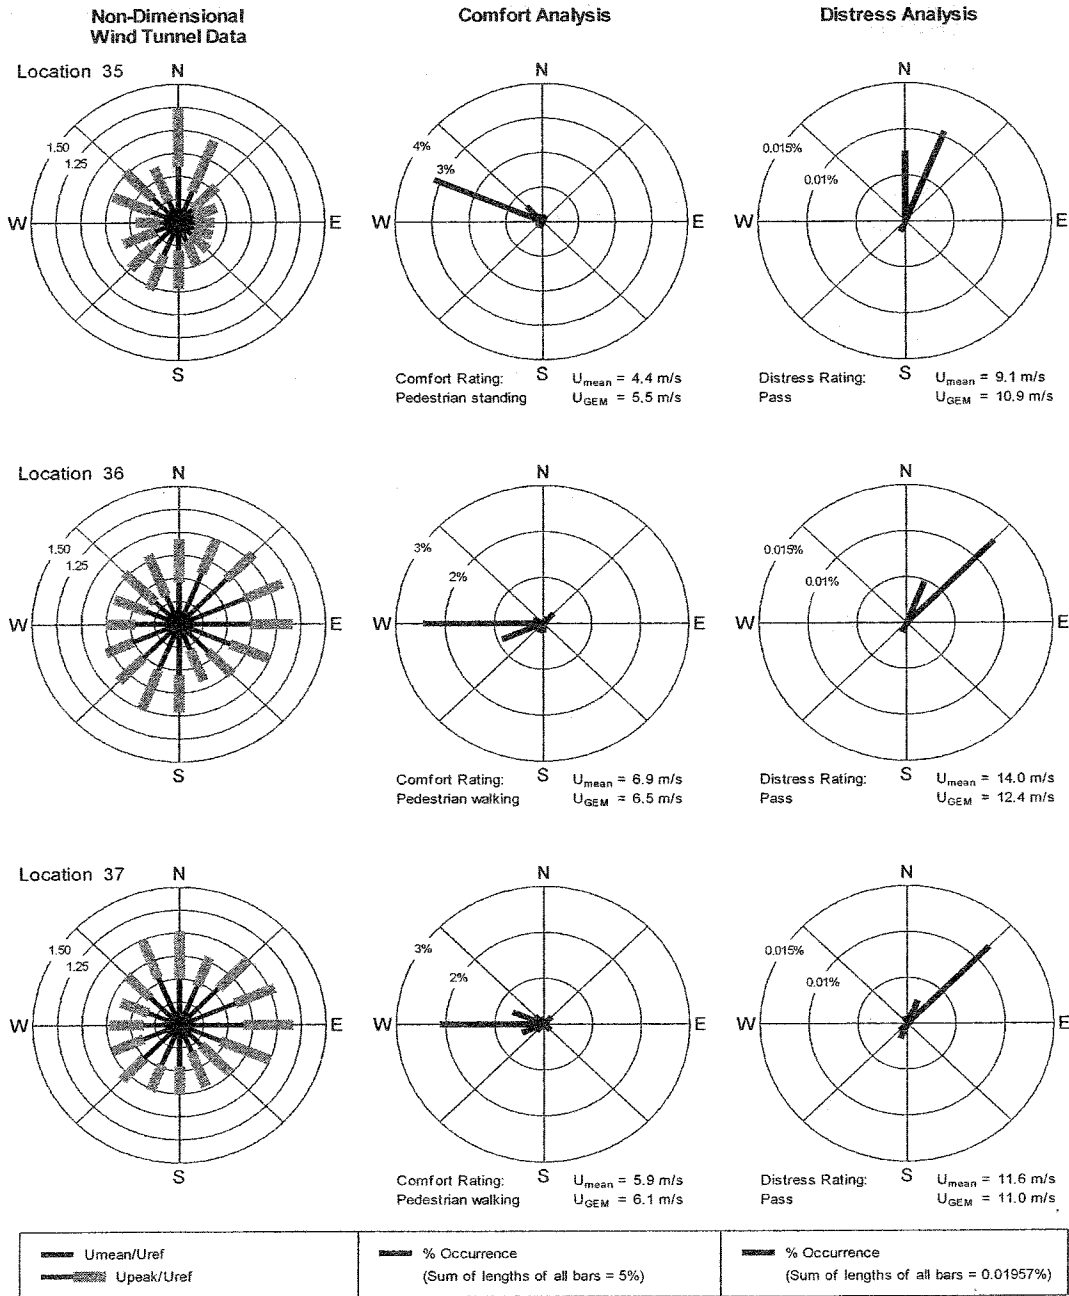 Non-Dimensional
Wind Tunnel Data
Comfort Analysis
Distress Analysis
Location 35
N
W
E
S
1.50
1.25
N
S
4%
3%
N
W
E
S
0.015%
0.01%
Comfort Rating:
Pedestrian standing
Umean = 4.4 m/s
UGEM = 5.5 m/s
Distress Rating:
Pass
Umean = 9.1 m/s
UGEM = 10.9 m/s
Location 36
N
W
E
S
1.50
1.25
N
W
E
S
3%
2%
N
W
E
S
0.015%
0.01%
Comfort Rating:
Pedestrian walking
Umean = 6.9 m/s
UGEM = 6.5 m/s
Distress Rating:
Pass
Umean = 14.0 m/s
UGEM = 12.4 m/s
Location 37
N
W
E
S
1.50
1.25
N
W
E
S
3%
2%
N
W
E
S
0.015%
0.01%
Comfort Rating:
Pedestrian walking
Umean = 5.9 m/s
UGEM = 6.1 m/s
Distress Rating:
Pass
Umean = 11.6 m/s
UGEM = 11.0 m/s
Umean/Uref
Upeak/Uref
% Occurrence
(Sum of lengths of all bars = 5%)
% Occurrence
(Sum of lengths of all bars = 0.01957%)